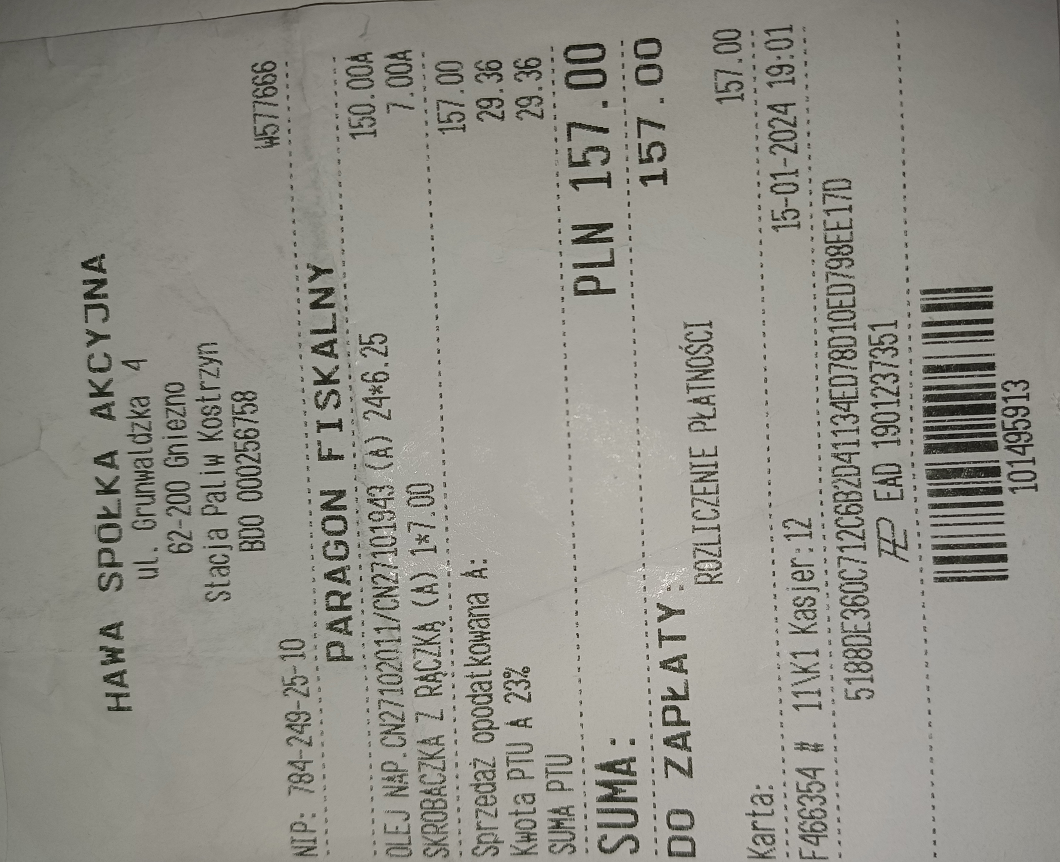 HAWA SPÓŁKA AKCYJNA
ul. Grunwaldzka 4
62-200 Gniezno
Stacja Paliw Kostrzyn
BDO 000256758
NIP: 784-249-25-10 W577666
PARAGON FISKALNY
OLEJ NAP.CN27102011/CN27101943 (A) 24*6.25 150.00A
SKROBACZKA Z RĄCZKĄ (A) 1*7.00 7.00A
Sprzedaż opodatkowana A: 157.00
Kwota PTU A 23% 29.36
SUMA PTU 29.36
SUMA: PLN 157.00
DO ZAPŁATY: 157.00
ROZLICZENIE PŁATNOŚCI
Karta: 157.00
F466354 # 11\K1 Kasjer:12 15-01-2024 19:01
5188DE360C712C6B2D41134ED78D10ED798EE17D
EAD 1901237351
101495913